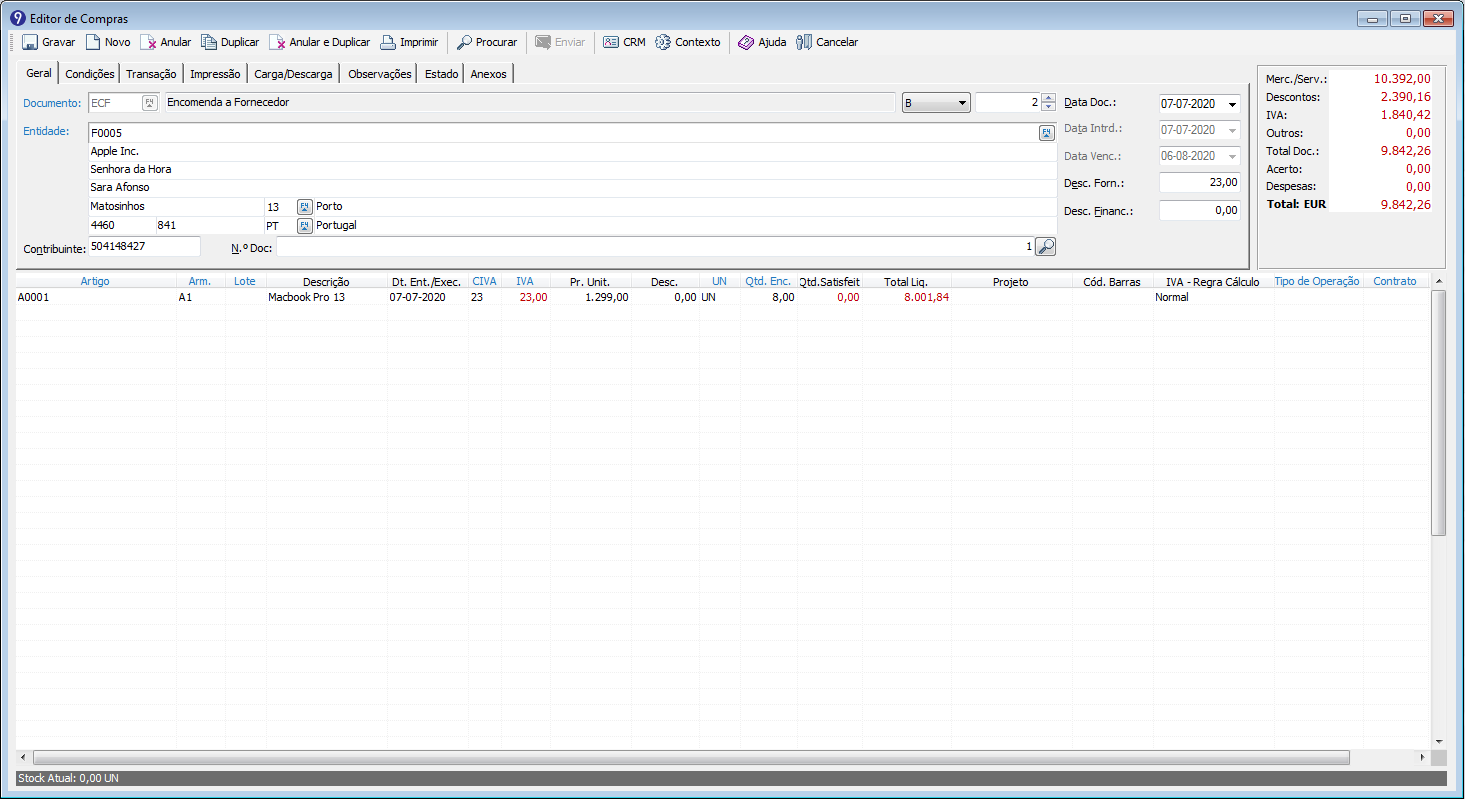 9 Editor de Compras
Gravar Novo Anular Duplicar Anular e Duplicar Imprimir Procurar Enviar CRM Contexto Ajuda Cancelar
Geral Condições Transação Impressão Carga/Descarga Observações Estado Anexos
Documento: ECF F4 Encomenda a Fornecedor B 2 Data Doc.: 07-07-2020
Entidade: F0005 F4 Data Intrd.: 07-07-2020
Apple Inc. Data Venc.: 06-08-2020
Senhora da Hora
Sara Afonso Desc. Forn.: 23,00
Matosinhos 13 F4 Porto Desc. Financ.: 0,00
4460 841 PT F4 Portugal
Contribuinte: 504148427 N.º Doc: 1
Merc./Serv.: 10.392,00
Descontos: 2.390,16
IVA: 1.840,42
Outros: 0,00
Total Doc.: 9.842,26
Acerto: 0,00
Despesas: 0,00
Total: EUR 9.842,26
Artigo Arm. Lote Descrição Dt. Ent./Exec. CIVA IVA Pr. Unit. Desc. UN Qtd. Enc. Qtd.Satisfeit Total Liq. Projeto Cód. Barras IVA - Regra Cálculo Tipo de Operação Contrato
A0001 A1 Macbook Pro 13 07-07-2020 23 23,00 1.299,00 0,00 UN 8,00 0,00 8.001,84 Normal
Stock Atual: 0,00 UN